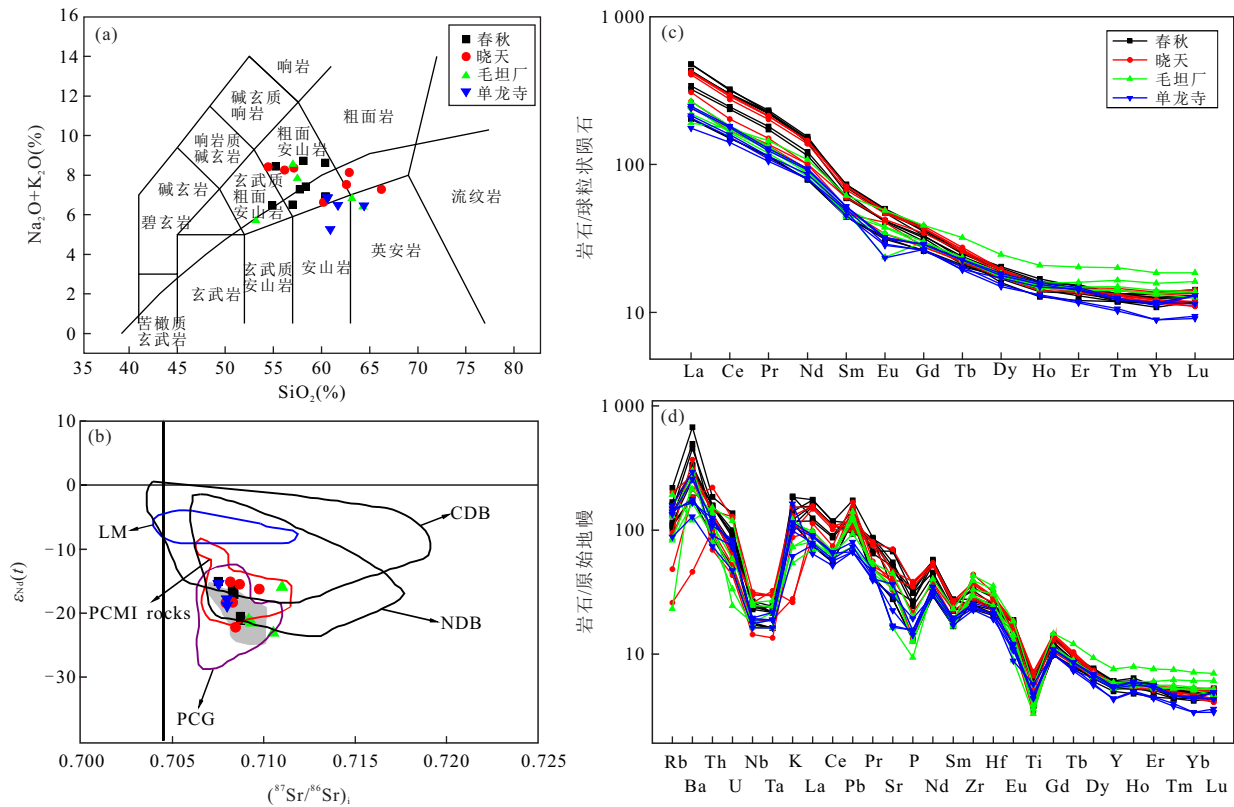 (a)
春秋
晓天
毛坦厂
单龙寺
响岩
碱玄质
响岩
粗面岩
粗面
安山岩
响岩质
碱玄岩
碱玄岩
玄武质
粗面
安山岩
碧玄岩
流纹岩
英安岩
玄武质
安山岩
安山岩
玄武岩
苦橄质
玄武岩
16
14
12
10
8
6
4
2
0
Na₂O+K₂O(%)
35
40
45
50
55
60
65
70
75
80
SiO₂(%)
(c)
春秋
晓天
毛坦厂
单龙寺
1 000
100
10
岩石/球粒状陨石
La
Ce
Pr
Nd
Sm
Eu
Gd
Tb
Dy
Ho
Er
Tm
Yb
Lu
(b)
10
0
−10
−20
−30
εNd(t)
LM
CDB
PCMI rocks
NDB
PCG
0.700
0.705
0.710
0.715
0.720
0.725
(⁸⁷Sr/⁸⁶Sr)ᵢ
(d)
1 000
100
10
岩石/原始地幔
Rb
Ba
Th
U
Nb
Ta
K
La
Ce
Pb
Pr
Sr
P
Nd
Sm
Zr
Hf
Eu
Ti
Gd
Tb
Dy
Y
Ho
Er
Tm
Yb
Lu